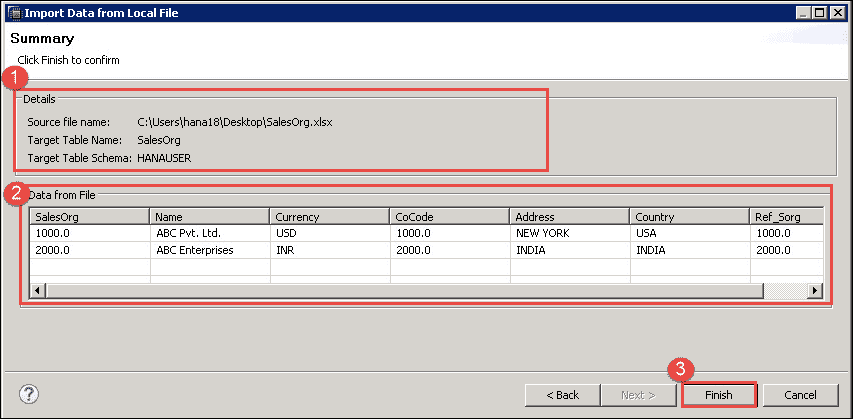 Import Data from Local File
Summary
Click Finish to confirm
1
Details
Source file name: C:\Users\hana18\Desktop\SalesOrg.xlsx
Target Table Name: SalesOrg
Target Table Schema: HANAUSER
2
Data from File
SalesOrg Name Currency CoCode Address Country Ref_Sorg
1000.0 ABC Pvt. Ltd. USD 1000.0 NEW YORK USA 1000.0
2000.0 ABC Enterprises INR 2000.0 INDIA INDIA 2000.0
3
? < Back Next > Finish Cancel